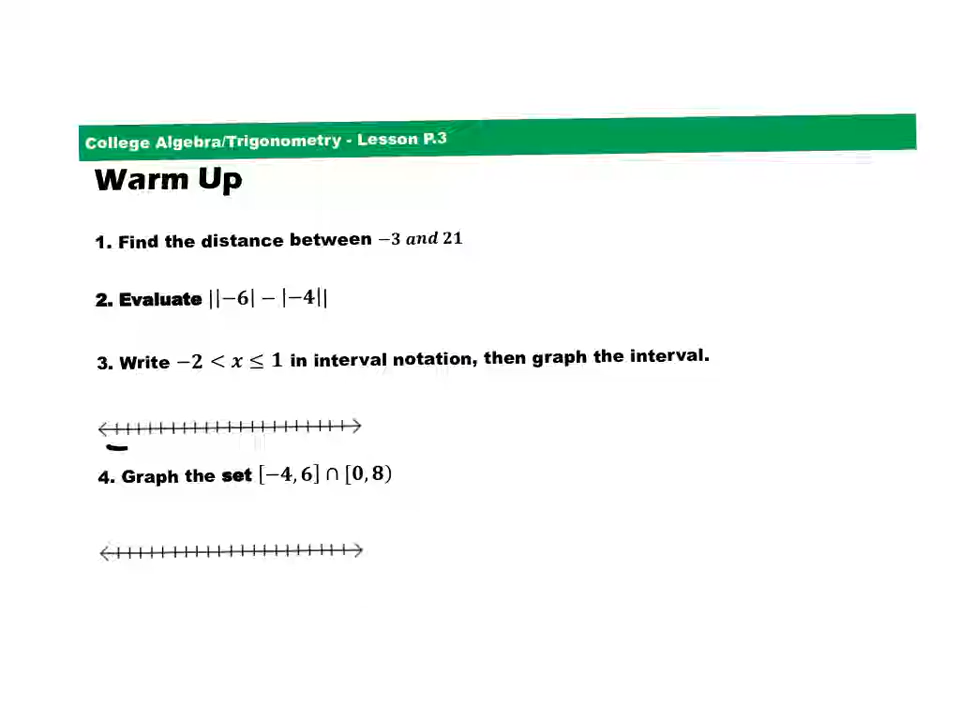 College Algebra/Trigonometry - Lesson P.3
Warm Up
1. Find the distance between −3 and 21
2. Evaluate ||−6| − |−4||
3. Write −2 < x ≤ 1 in interval notation, then graph the interval.
4. Graph the set [−4, 6] ∩ [0, 8)